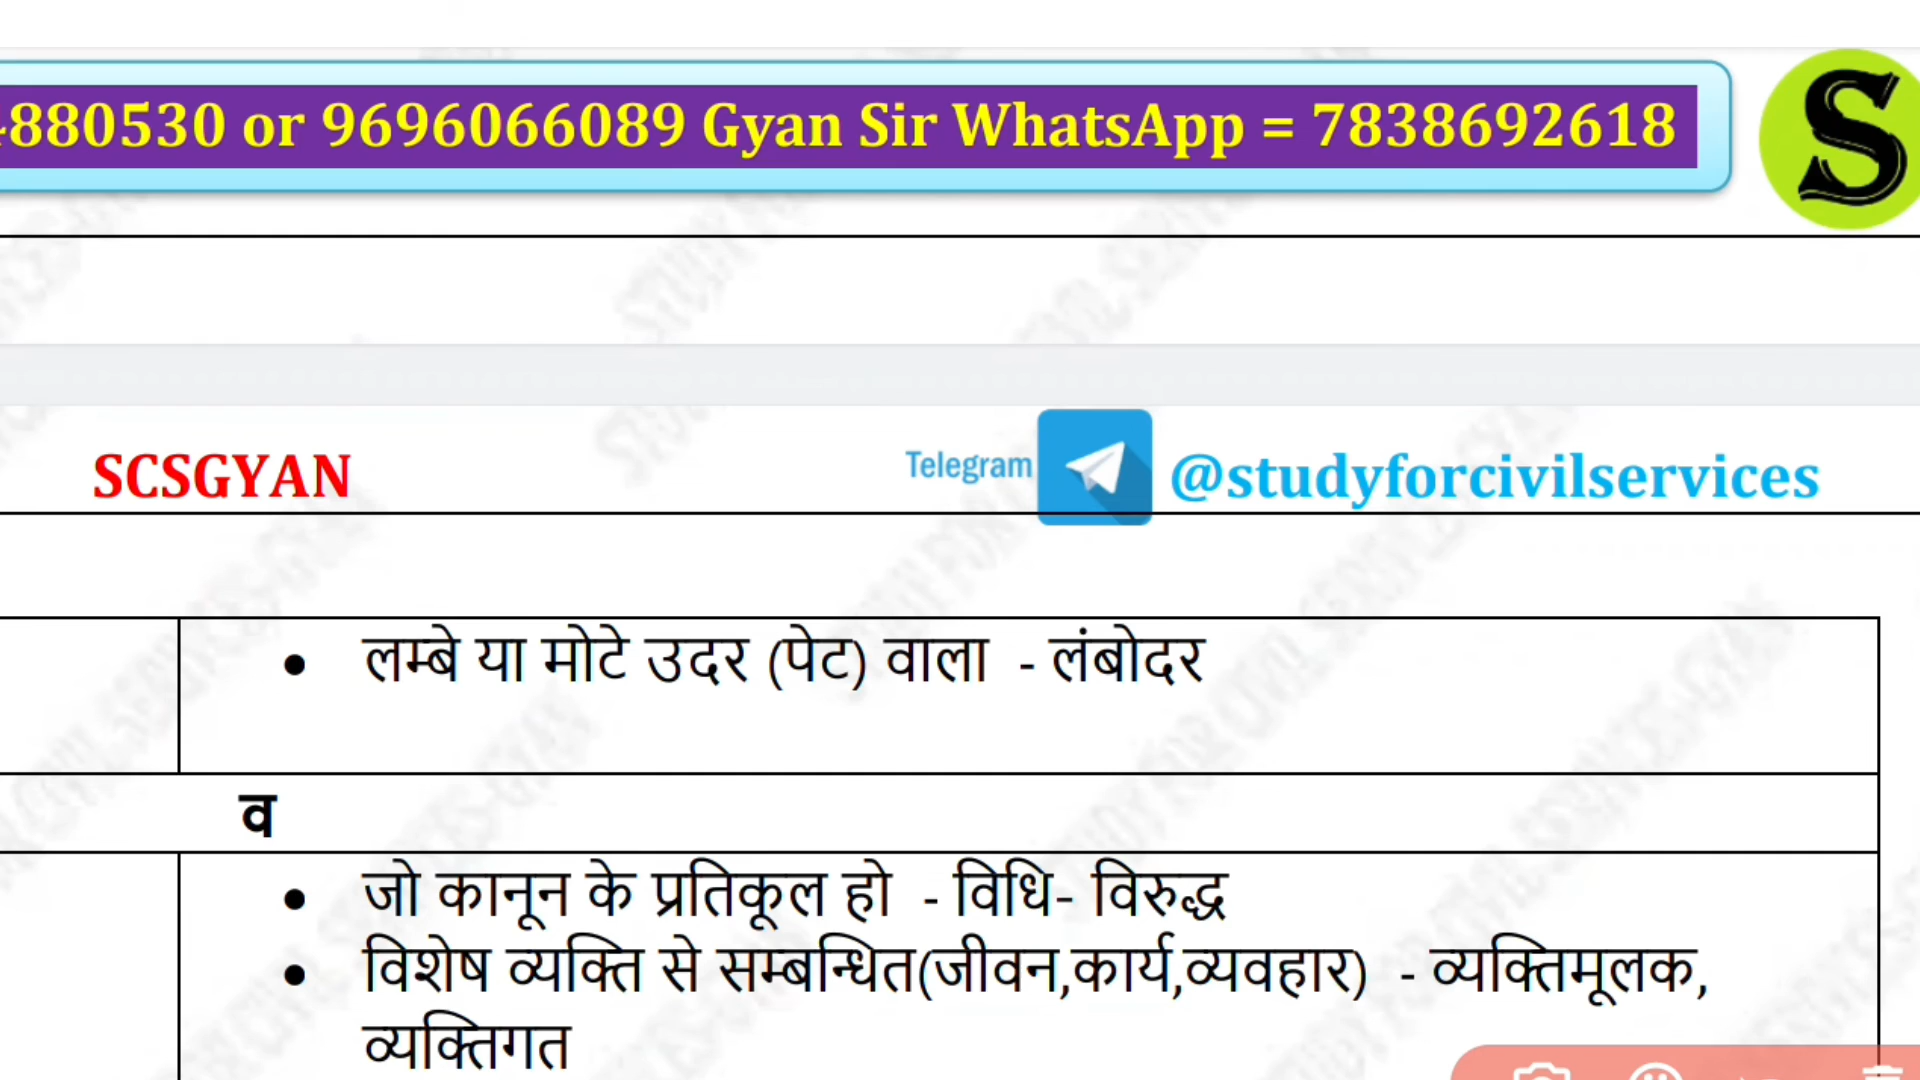 880530 or 9696066089 Gyan Sir WhatsApp = 7838692618
S
SCSGYAN
Telegram
@studyforcivilservices
• लम्बे या मोटे उदर (पेट) वाला - लंबोदर
व
• जो कानून के प्रतिकूल हो - विधि- विरुद्ध
• विशेष व्यक्ति से सम्बन्धित(जीवन,कार्य,व्यवहार) - व्यक्तिमूलक,
व्यक्तिगत